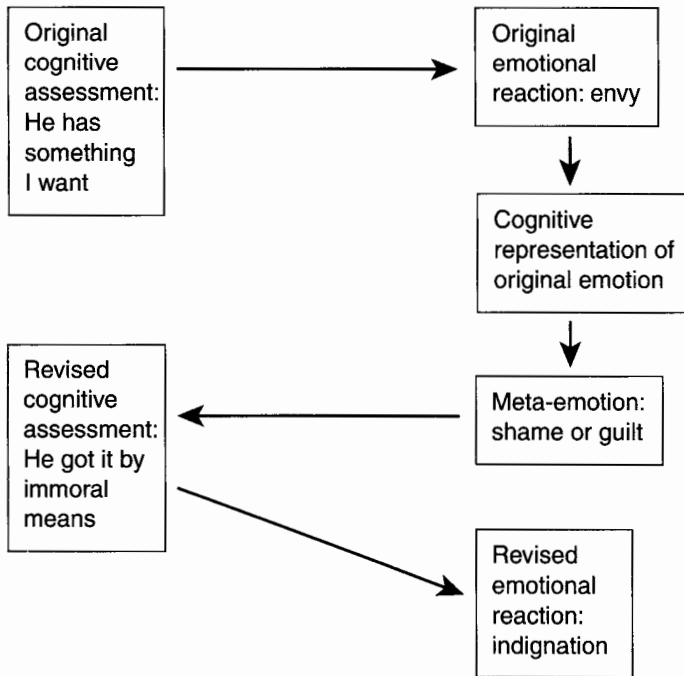 Original
cognitive
assessment:
He has
something
I want
Original
emotional
reaction: envy
Cognitive
representation of
original emotion
Meta-emotion:
shame or guilt
Revised
cognitive
assessment:
He got it by
immoral
means
Revised
emotional
reaction:
indignation